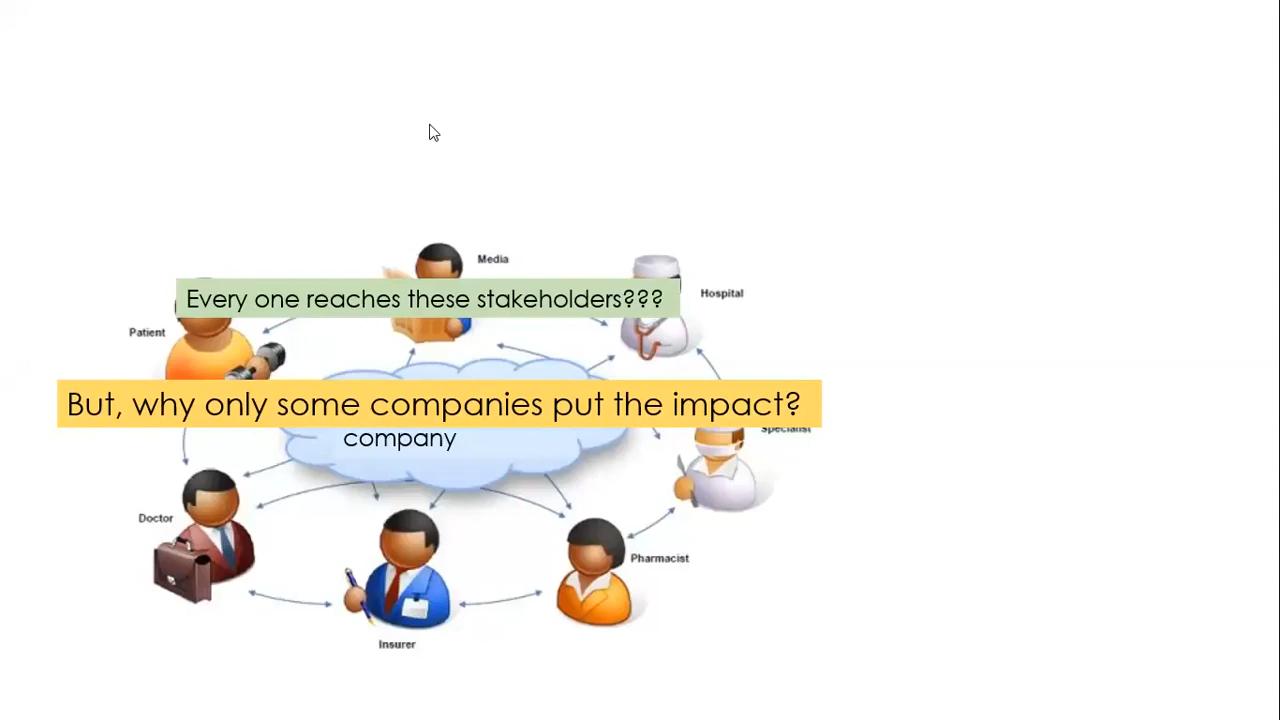 Media
Hospital
Every one reaches these stakeholders???
Patient
But, why only some companies put the impact?
Specialist
company
Doctor
Pharmacist
Insurer